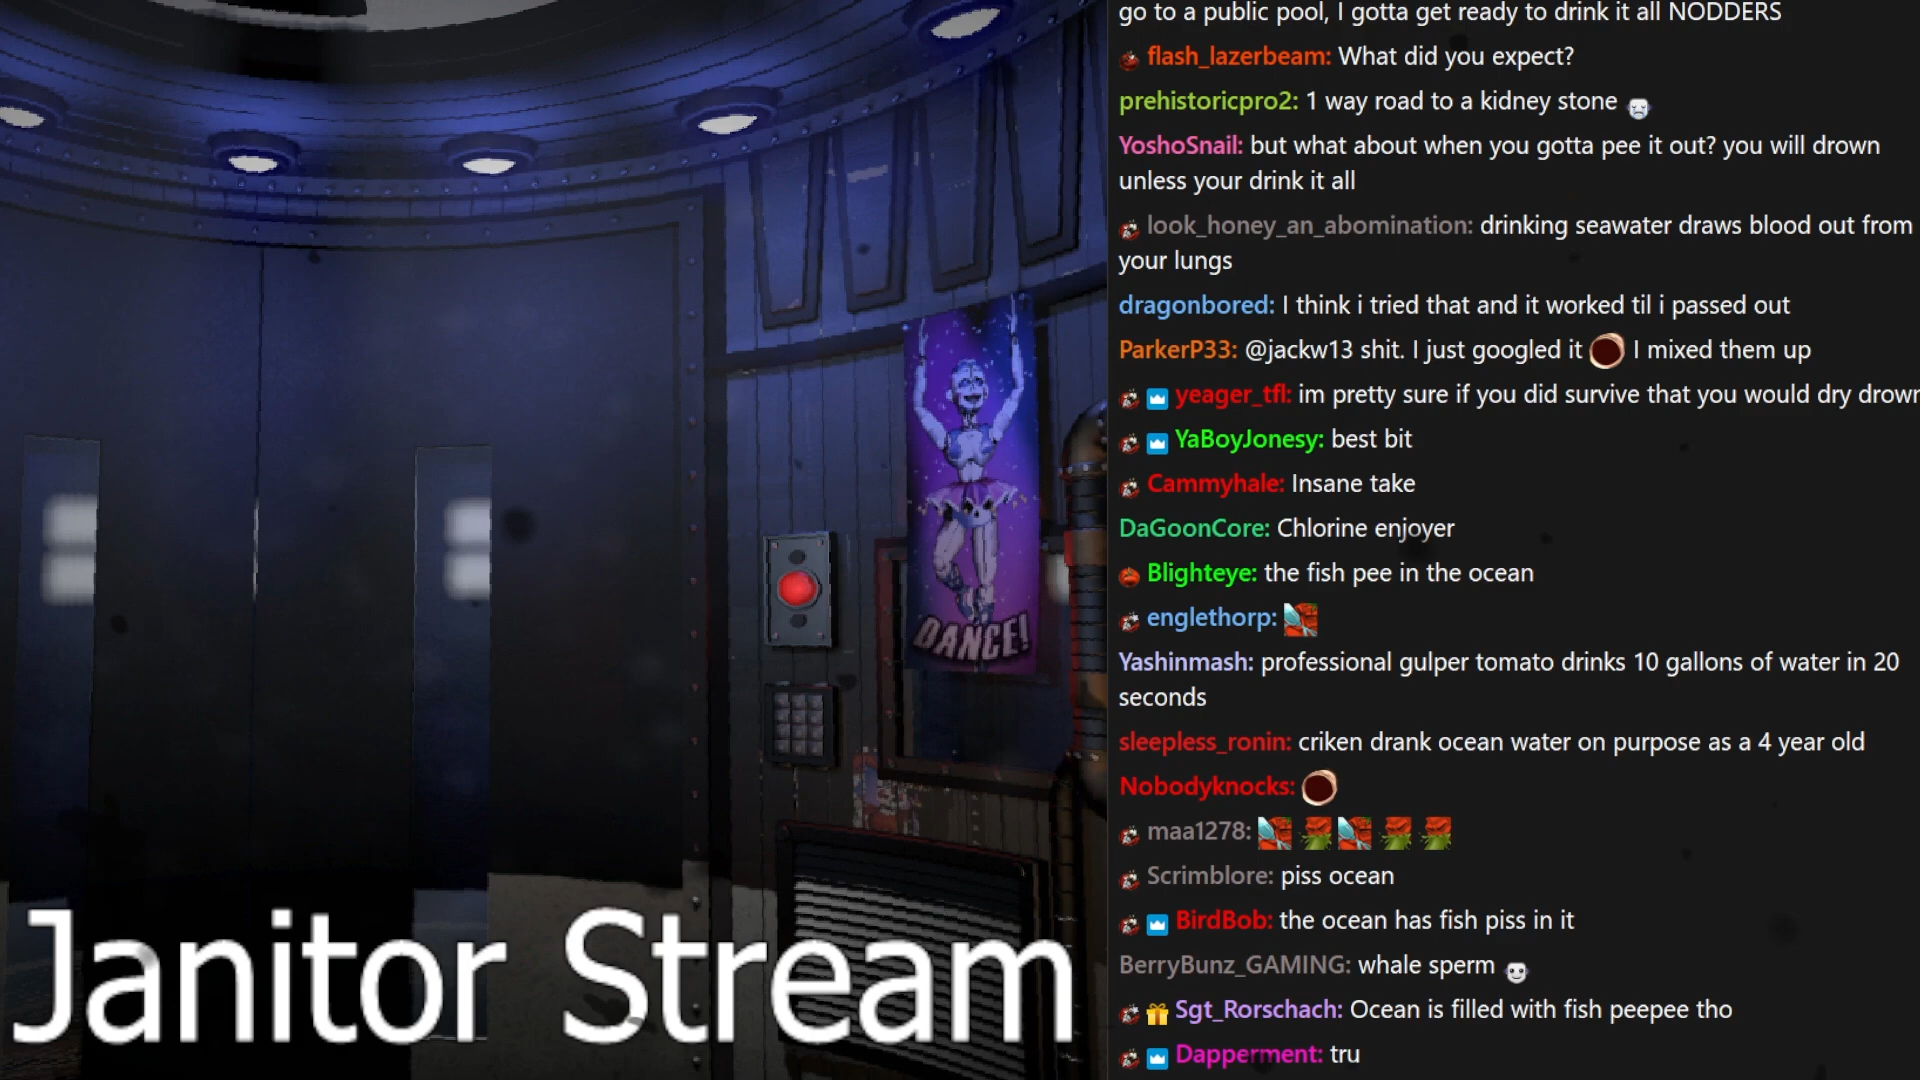 go to a public pool, I gotta get ready to drink it all NODDERS
flash_lazerbeam: What did you expect?
prehistoricpro2: 1 way road to a kidney stone
YoshoSnail: but what about when you gotta pee it out? you will drown
unless your drink it all
look_honey_an_abomination: drinking seawater draws blood out from
your lungs
dragonbored: I think i tried that and it worked til i passed out
ParkerP33: @jackw13 shit. I just googled it I mixed them up
yeager_tfl: im pretty sure if you did survive that you would dry drown
YaBoyJonesy: best bit
Cammyhale: Insane take
DaGoonCore: Chlorine enjoyer
Blighteye: the fish pee in the ocean
englethorp:
Yashinmash: professional gulper tomato drinks 10 gallons of water in 20
seconds
sleepless_ronin: criken drank ocean water on purpose as a 4 year old
Nobodyknocks:
maa1278:
Scrimblore: piss ocean
BirdBob: the ocean has fish piss in it
BerryBunz_GAMING: whale sperm
Sgt_Rorschach: Ocean is filled with fish peepee tho
Dapperment: tru
DANCE!
Janitor Stream